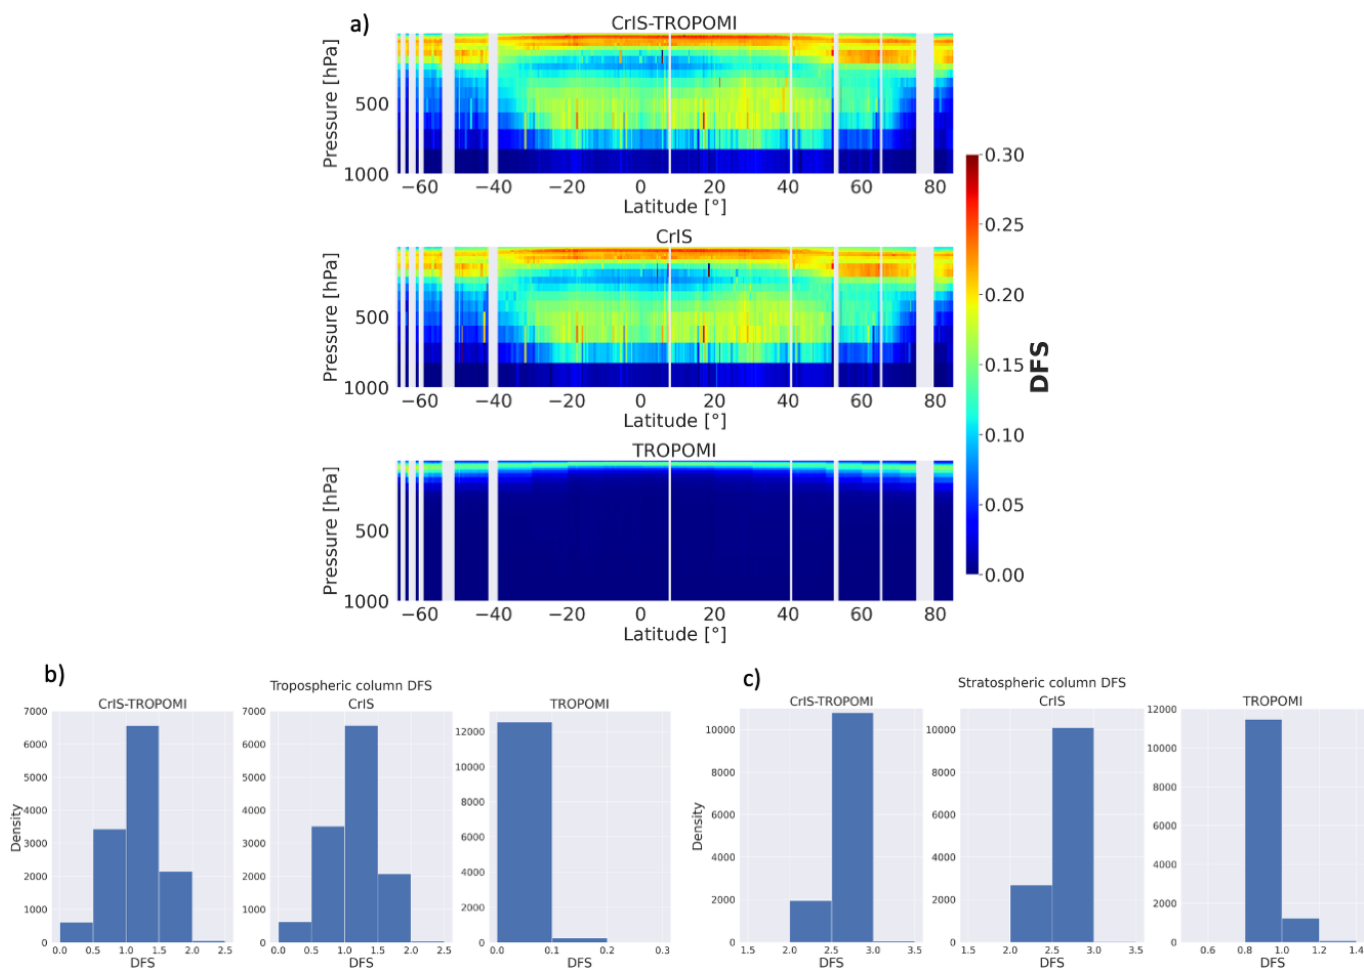 a)
CrIS-TROPOMI
Pressure [hPa]
500
1000
−60 −40 −20 0 20 40 60 80
Latitude [°]
CrIS
Pressure [hPa]
500
1000
−60 −40 −20 0 20 40 60 80
Latitude [°]
TROPOMI
Pressure [hPa]
500
1000
−60 −40 −20 0 20 40 60 80
Latitude [°]
0.30
0.25
0.20
0.15
0.10
0.05
0.00
DFS
b)
Tropospheric column DFS
CrIS-TROPOMI
Density
7000
6000
5000
4000
3000
2000
1000
0
0.0 0.5 1.0 1.5 2.0 2.5
DFS
CrIS
7000
6000
5000
4000
3000
2000
1000
0
0.0 0.5 1.0 1.5 2.0 2.5
DFS
TROPOMI
12000
10000
8000
6000
4000
2000
0
0.0 0.1 0.2 0.3
DFS
c)
Stratospheric column DFS
CrIS-TROPOMI
Density
10000
8000
6000
4000
2000
0
1.5 2.0 2.5 3.0 3.5
DFS
CrIS
10000
8000
6000
4000
2000
0
1.5 2.0 2.5 3.0 3.5
DFS
TROPOMI
12000
10000
8000
6000
4000
2000
0
0.6 0.8 1.0 1.2 1.4
DFS